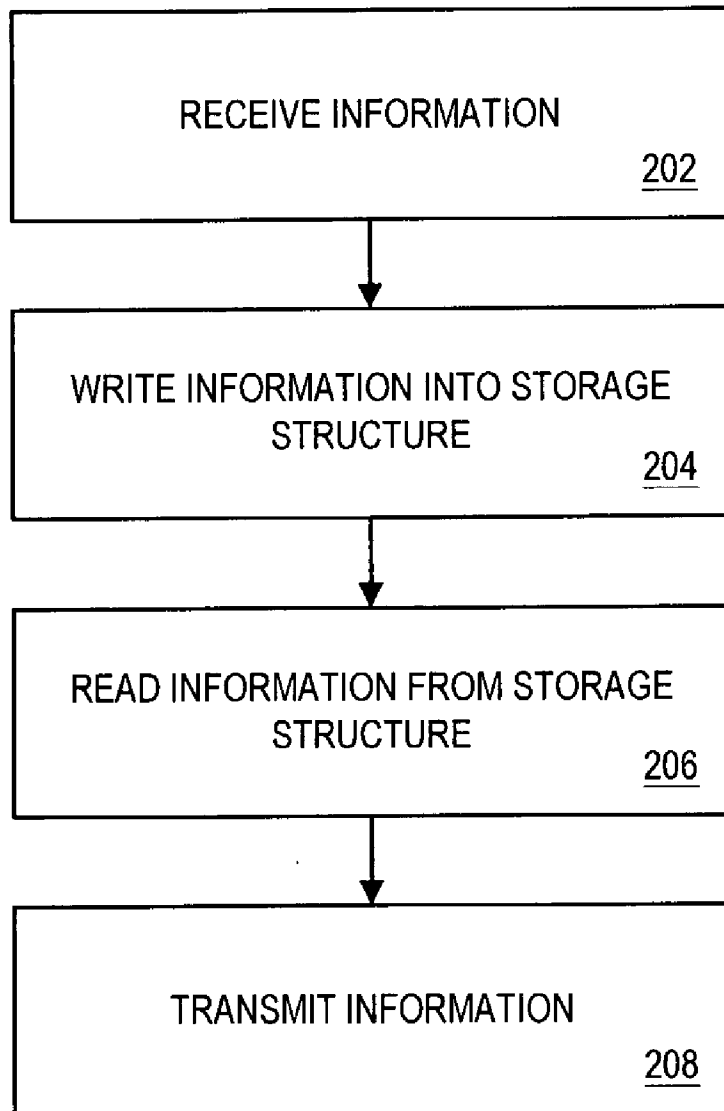 RECEIVE INFORMATION
202
WRITE INFORMATION INTO STORAGE
STRUCTURE
204
READ INFORMATION FROM STORAGE
STRUCTURE
206
TRANSMIT INFORMATION
208